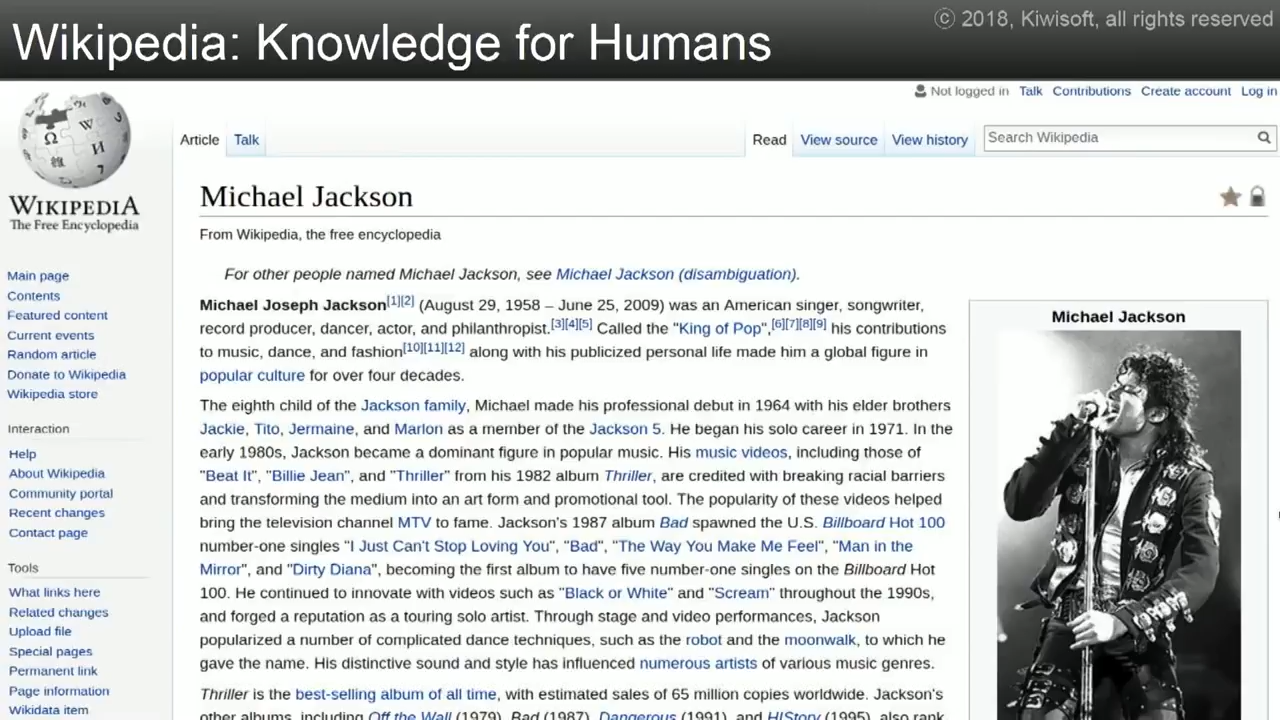 Wikipedia: Knowledge for Humans
© 2018, Kiwisoft, all rights reserved
Not logged in Talk Contributions Create account Log in
WIKIPEDIA
The Free Encyclopedia
Article Talk Read View source View history Search Wikipedia
Michael Jackson
From Wikipedia, the free encyclopedia
For other people named Michael Jackson, see Michael Jackson (disambiguation).
Michael Joseph Jackson[1][2] (August 29, 1958 – June 25, 2009) was an American singer, songwriter,
record producer, dancer, actor, and philanthropist.[3][4][5] Called the "King of Pop",[6][7][8][9] his contributions
to music, dance, and fashion[10][11][12] along with his publicized personal life made him a global figure in
popular culture for over four decades.
The eighth child of the Jackson family, Michael made his professional debut in 1964 with his elder brothers
Jackie, Tito, Jermaine, and Marlon as a member of the Jackson 5. He began his solo career in 1971. In the
early 1980s, Jackson became a dominant figure in popular music. His music videos, including those of
"Beat It", "Billie Jean", and "Thriller" from his 1982 album Thriller, are credited with breaking racial barriers
and transforming the medium into an art form and promotional tool. The popularity of these videos helped
bring the television channel MTV to fame. Jackson's 1987 album Bad spawned the U.S. Billboard Hot 100
number-one singles "I Just Can't Stop Loving You", "Bad", "The Way You Make Me Feel", "Man in the
Mirror", and "Dirty Diana", becoming the first album to have five number-one singles on the Billboard Hot
100. He continued to innovate with videos such as "Black or White" and "Scream" throughout the 1990s,
and forged a reputation as a touring solo artist. Through stage and video performances, Jackson
popularized a number of complicated dance techniques, such as the robot and the moonwalk, to which he
gave the name. His distinctive sound and style has influenced numerous artists of various music genres.
Thriller is the best-selling album of all time, with estimated sales of 65 million copies worldwide. Jackson's
other albums, including Off the Wall (1979), Bad (1987), Dangerous (1991), and HIStory (1995), also rank
Michael Jackson
Main page
Contents
Featured content
Current events
Random article
Donate to Wikipedia
Wikipedia store
Interaction
Help
About Wikipedia
Community portal
Recent changes
Contact page
Tools
What links here
Related changes
Upload file
Special pages
Permanent link
Page information
Wikidata item